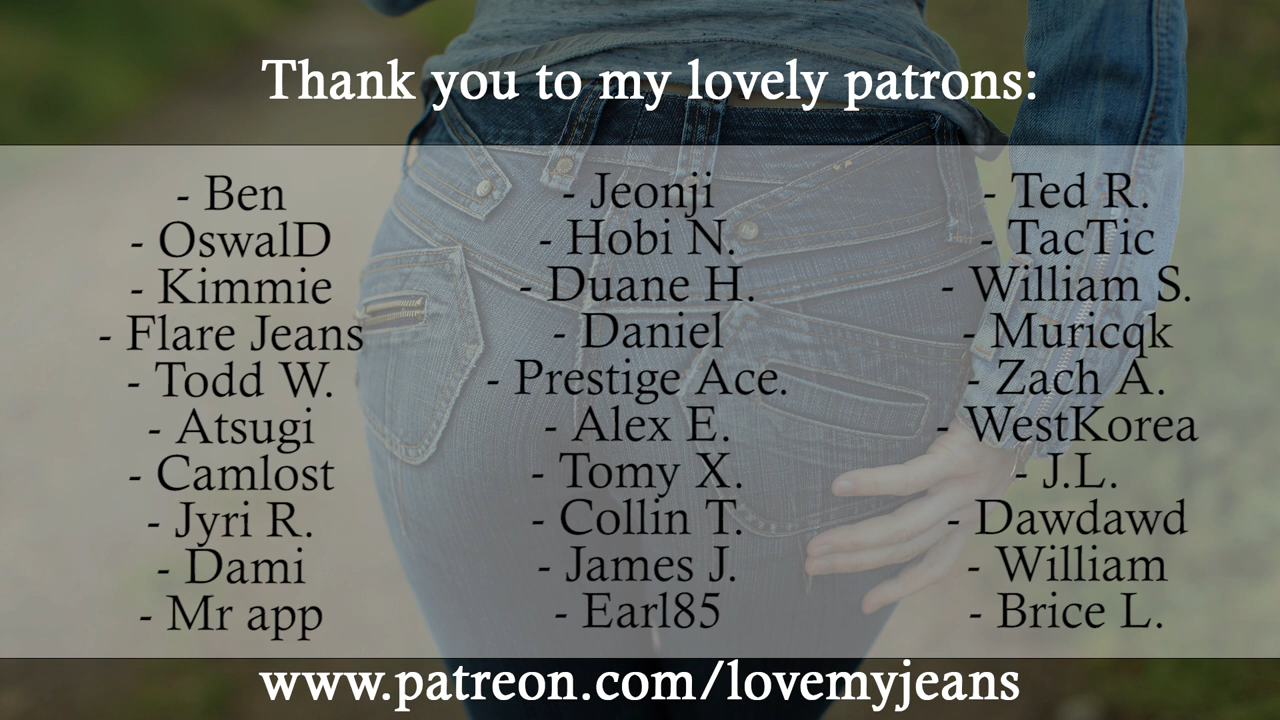 Thank you to my lovely patrons:
- Ben
- OswalD
- Kimmie
- Flare Jeans
- Todd W.
- Atsugi
- Camlost
- Jyri R.
- Dami
- Mr app
- Jeonji
- Hobi N.
- Duane H.
- Daniel
- Prestige Ace.
- Alex E.
- Tomy X.
- Collin T.
- James J.
- Earl85
- Ted R.
- TacTic
- William S.
- Muricqk
- Zach A.
- WestKorea
- J.L.
- Dawdawd
- William
- Brice L.
www.patreon.com/lovemyjeans